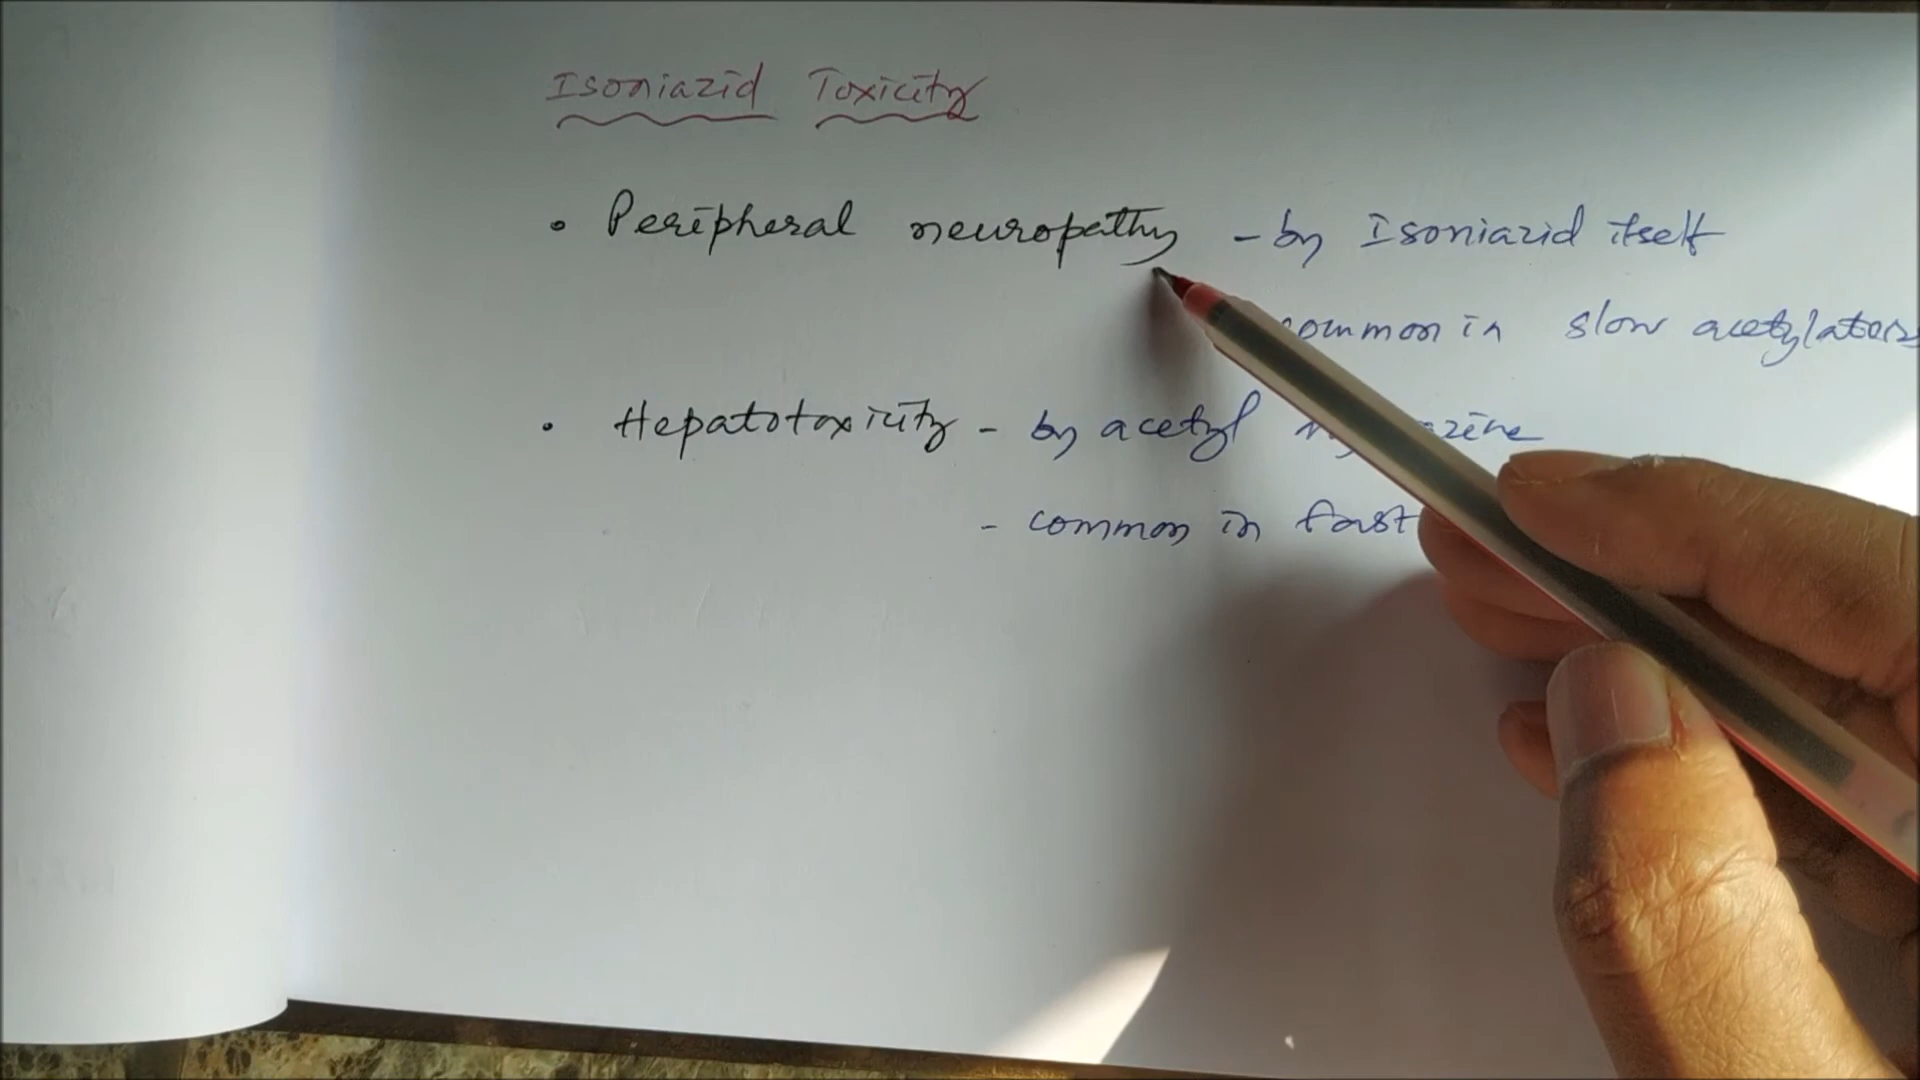 Isoniazid Toxicity
• Peripheral neuropathy - by Isoniazid itself
common in slow acetylators
• Hepatotoxicity - by acetyl
- common in fast